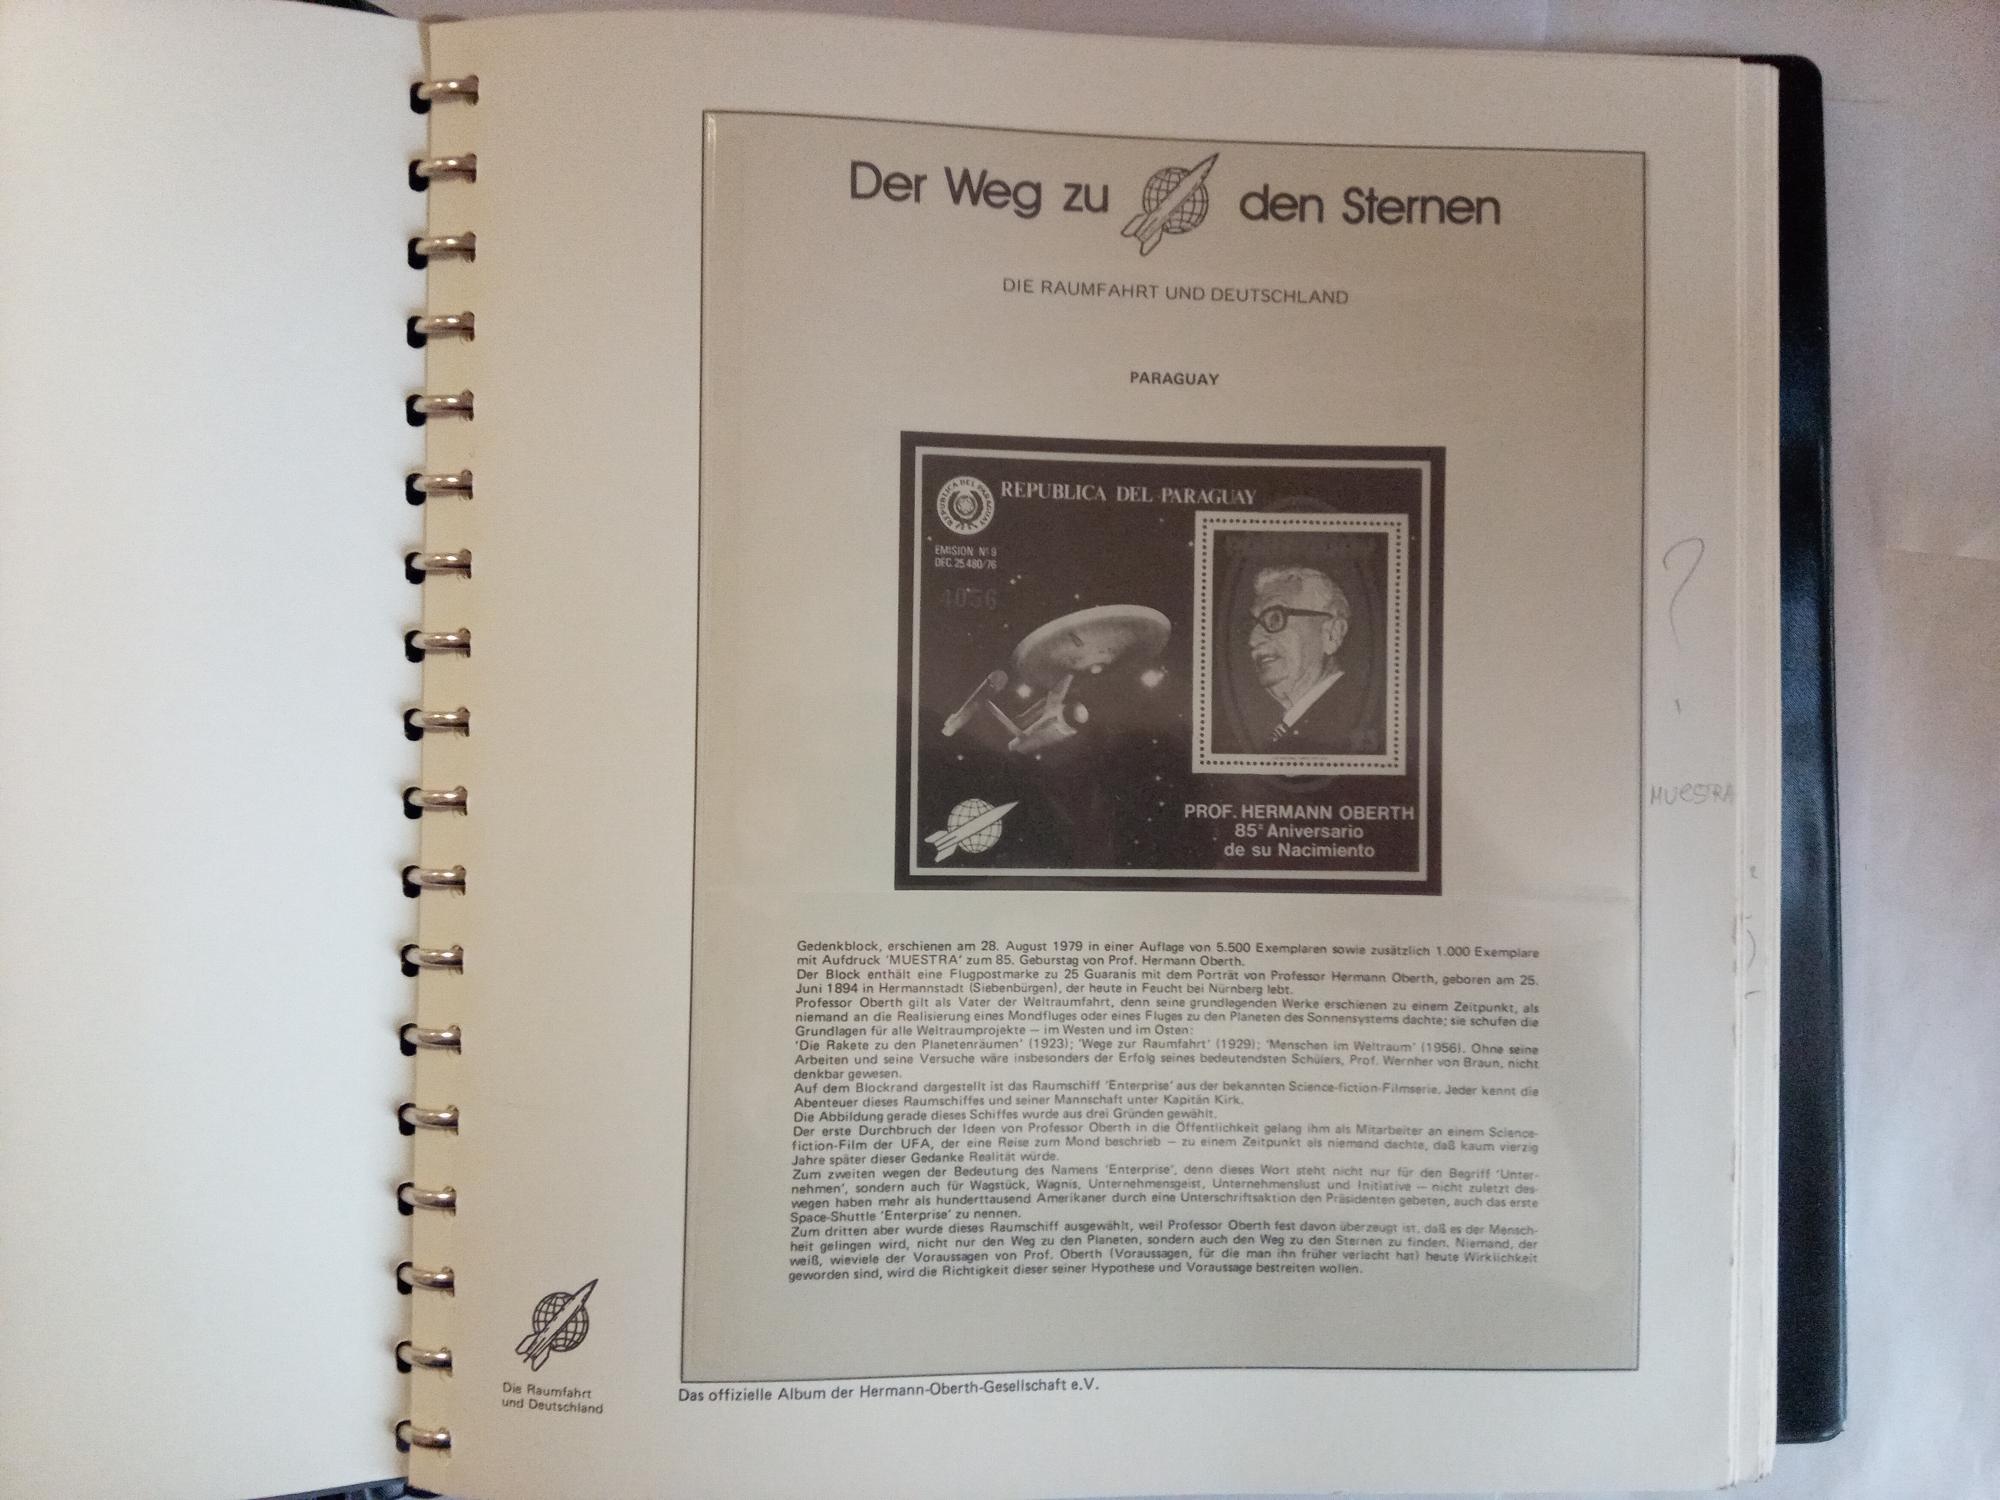 Der Weg zu den Sternen
DIE RAUMFAHRT UND DEUTSCHLAND
PARAGUAY
REPUBLICA DEL PARAGUAY
REPUBLICA DEL PARAGUAY
EMISION Nº 9
DEC. 25.480/76
4056
PROF. HERMANN OBERTH
85º Aniversario
de su Nacimiento
?
MUESTRA
Gedenkblock, erschienen am 28. August 1979 in einer Auflage von 5.500 Exemplaren sowie zusätzlich 1.000 Exemplare
mit Aufdruck 'MUESTRA' zum 85. Geburstag von Prof. Hermann Oberth.
Der Block enthält eine Flugpostmarke zu 25 Guaranis mit dem Porträt von Professor Hermann Oberth, geboren am 25.
Juni 1894 in Hermannstadt (Siebenbürgen), der heute in Feucht bei Nürnberg lebt.
Professor Oberth gilt als Vater der Weltraumfahrt, denn seine grundlegenden Werke erschienen zu einem Zeitpunkt, als
niemand an die Realisierung eines Mondfluges oder eines Fluges zu den Planeten des Sonnensystems dachte; sie schufen die
Grundlagen für alle Weltraumprojekte — im Westen und im Osten:
'Die Rakete zu den Planetenräumen' (1923); 'Wege zur Raumfahrt' (1929); 'Menschen im Weltraum' (1956). Ohne seine
Arbeiten und seine Versuche wäre insbesonders der Erfolg seines bedeutendsten Schülers, Prof. Wernher von Braun, nicht
denkbar gewesen.
Auf dem Blockrand dargestellt ist das Raumschiff 'Enterprise' aus der bekannten Science-fiction-Filmserie. Jeder kennt die
Abenteuer dieses Raumschiffes und seiner Mannschaft unter Kapitän Kirk.
Die Abbildung gerade dieses Schiffes wurde aus drei Gründen gewählt.
Der erste Durchbruch der Ideen von Professor Oberth in die Öffentlichkeit gelang ihm als Mitarbeiter an einem Science-
fiction-Film der UFA, der eine Reise zum Mond beschrieb — zu einem Zeitpunkt als niemand dachte, daß kaum vierzig
Jahre später dieser Gedanke Realität würde.
Zum zweiten wegen der Bedeutung des Namens 'Enterprise', denn dieses Wort steht nicht nur für den Begriff 'Unter-
nehmen', sondern auch für Wagstück, Wagnis, Unternehmensgeist, Unternehmenslust und Initiative — nicht zuletzt des-
wegen haben mehr als hunderttausend Amerikaner durch eine Unterschriftsaktion den Präsidenten gebeten, auch das erste
Space-Shuttle 'Enterprise' zu nennen.
Zum dritten aber wurde dieses Raumschiff ausgewählt, weil Professor Oberth fest davon überzeugt ist, daß es der Mensch-
heit gelingen wird, nicht nur den Weg zu den Planeten, sondern auch den Weg zu den Sternen zu finden. Niemand, der
weiß, wieviele der Voraussagen von Prof. Oberth (Voraussagen, für die man ihn früher verlacht hat) heute Wirklichkeit
geworden sind, wird die Richtigkeit dieser seiner Hypothese und Voraussage bestreiten wollen.
Die Raumfahrt
und Deutschland
Das offizielle Album der Hermann-Oberth-Gesellschaft e.V.